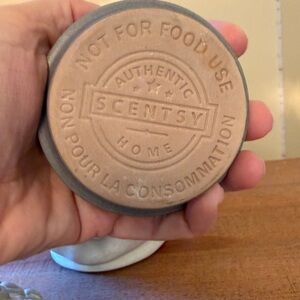 NOT FOR FOOD USE
AUTHENTIC
SCENTSY
HOME
NON POUR LA CONSOMMATION